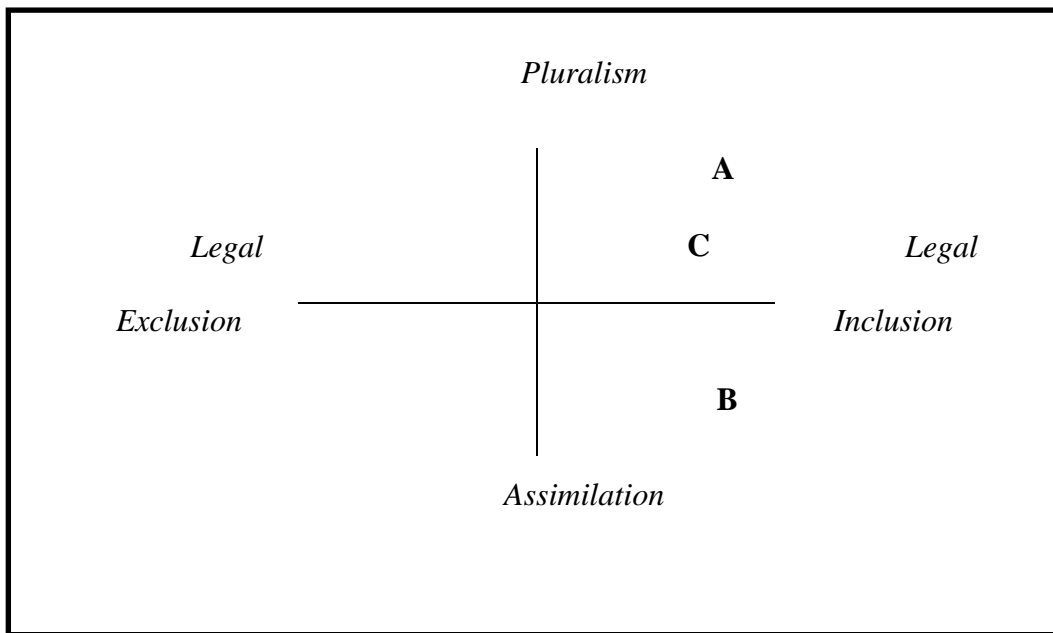 Pluralism
A
Legal C Legal
Exclusion Inclusion
B
Assimilation